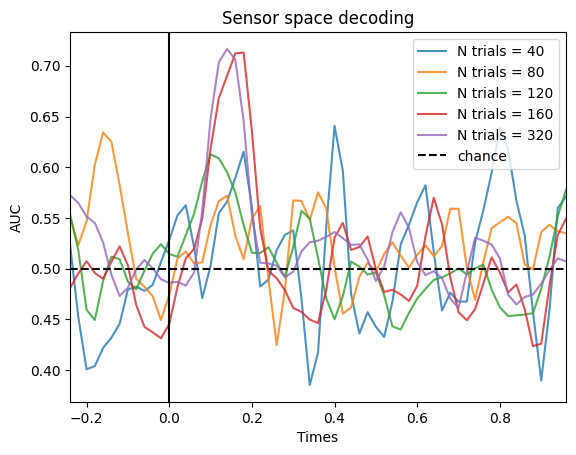 Sensor space decoding
N trials = 40
N trials = 80
N trials = 120
N trials = 160
N trials = 320
chance
AUC
0.70
0.65
0.60
0.55
0.50
0.45
0.40
−0.2 0.0 0.2 0.4 0.6 0.8
Times